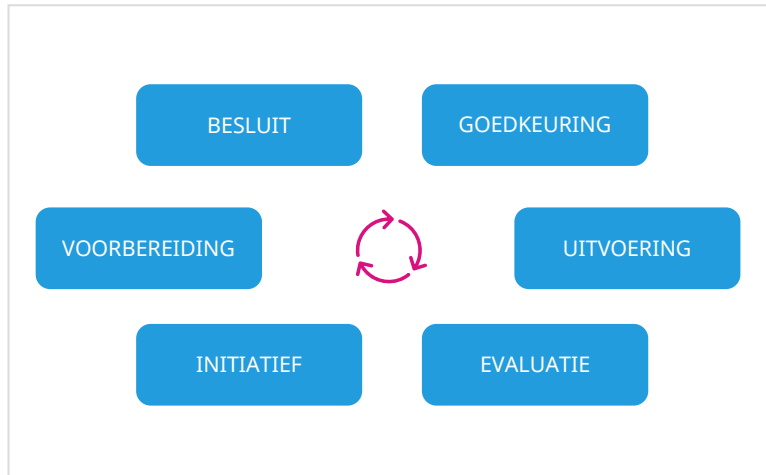 BESLUIT
GOEDKEURING
VOORBEREIDING
UITVOERING
INITIATIEF
EVALUATIE